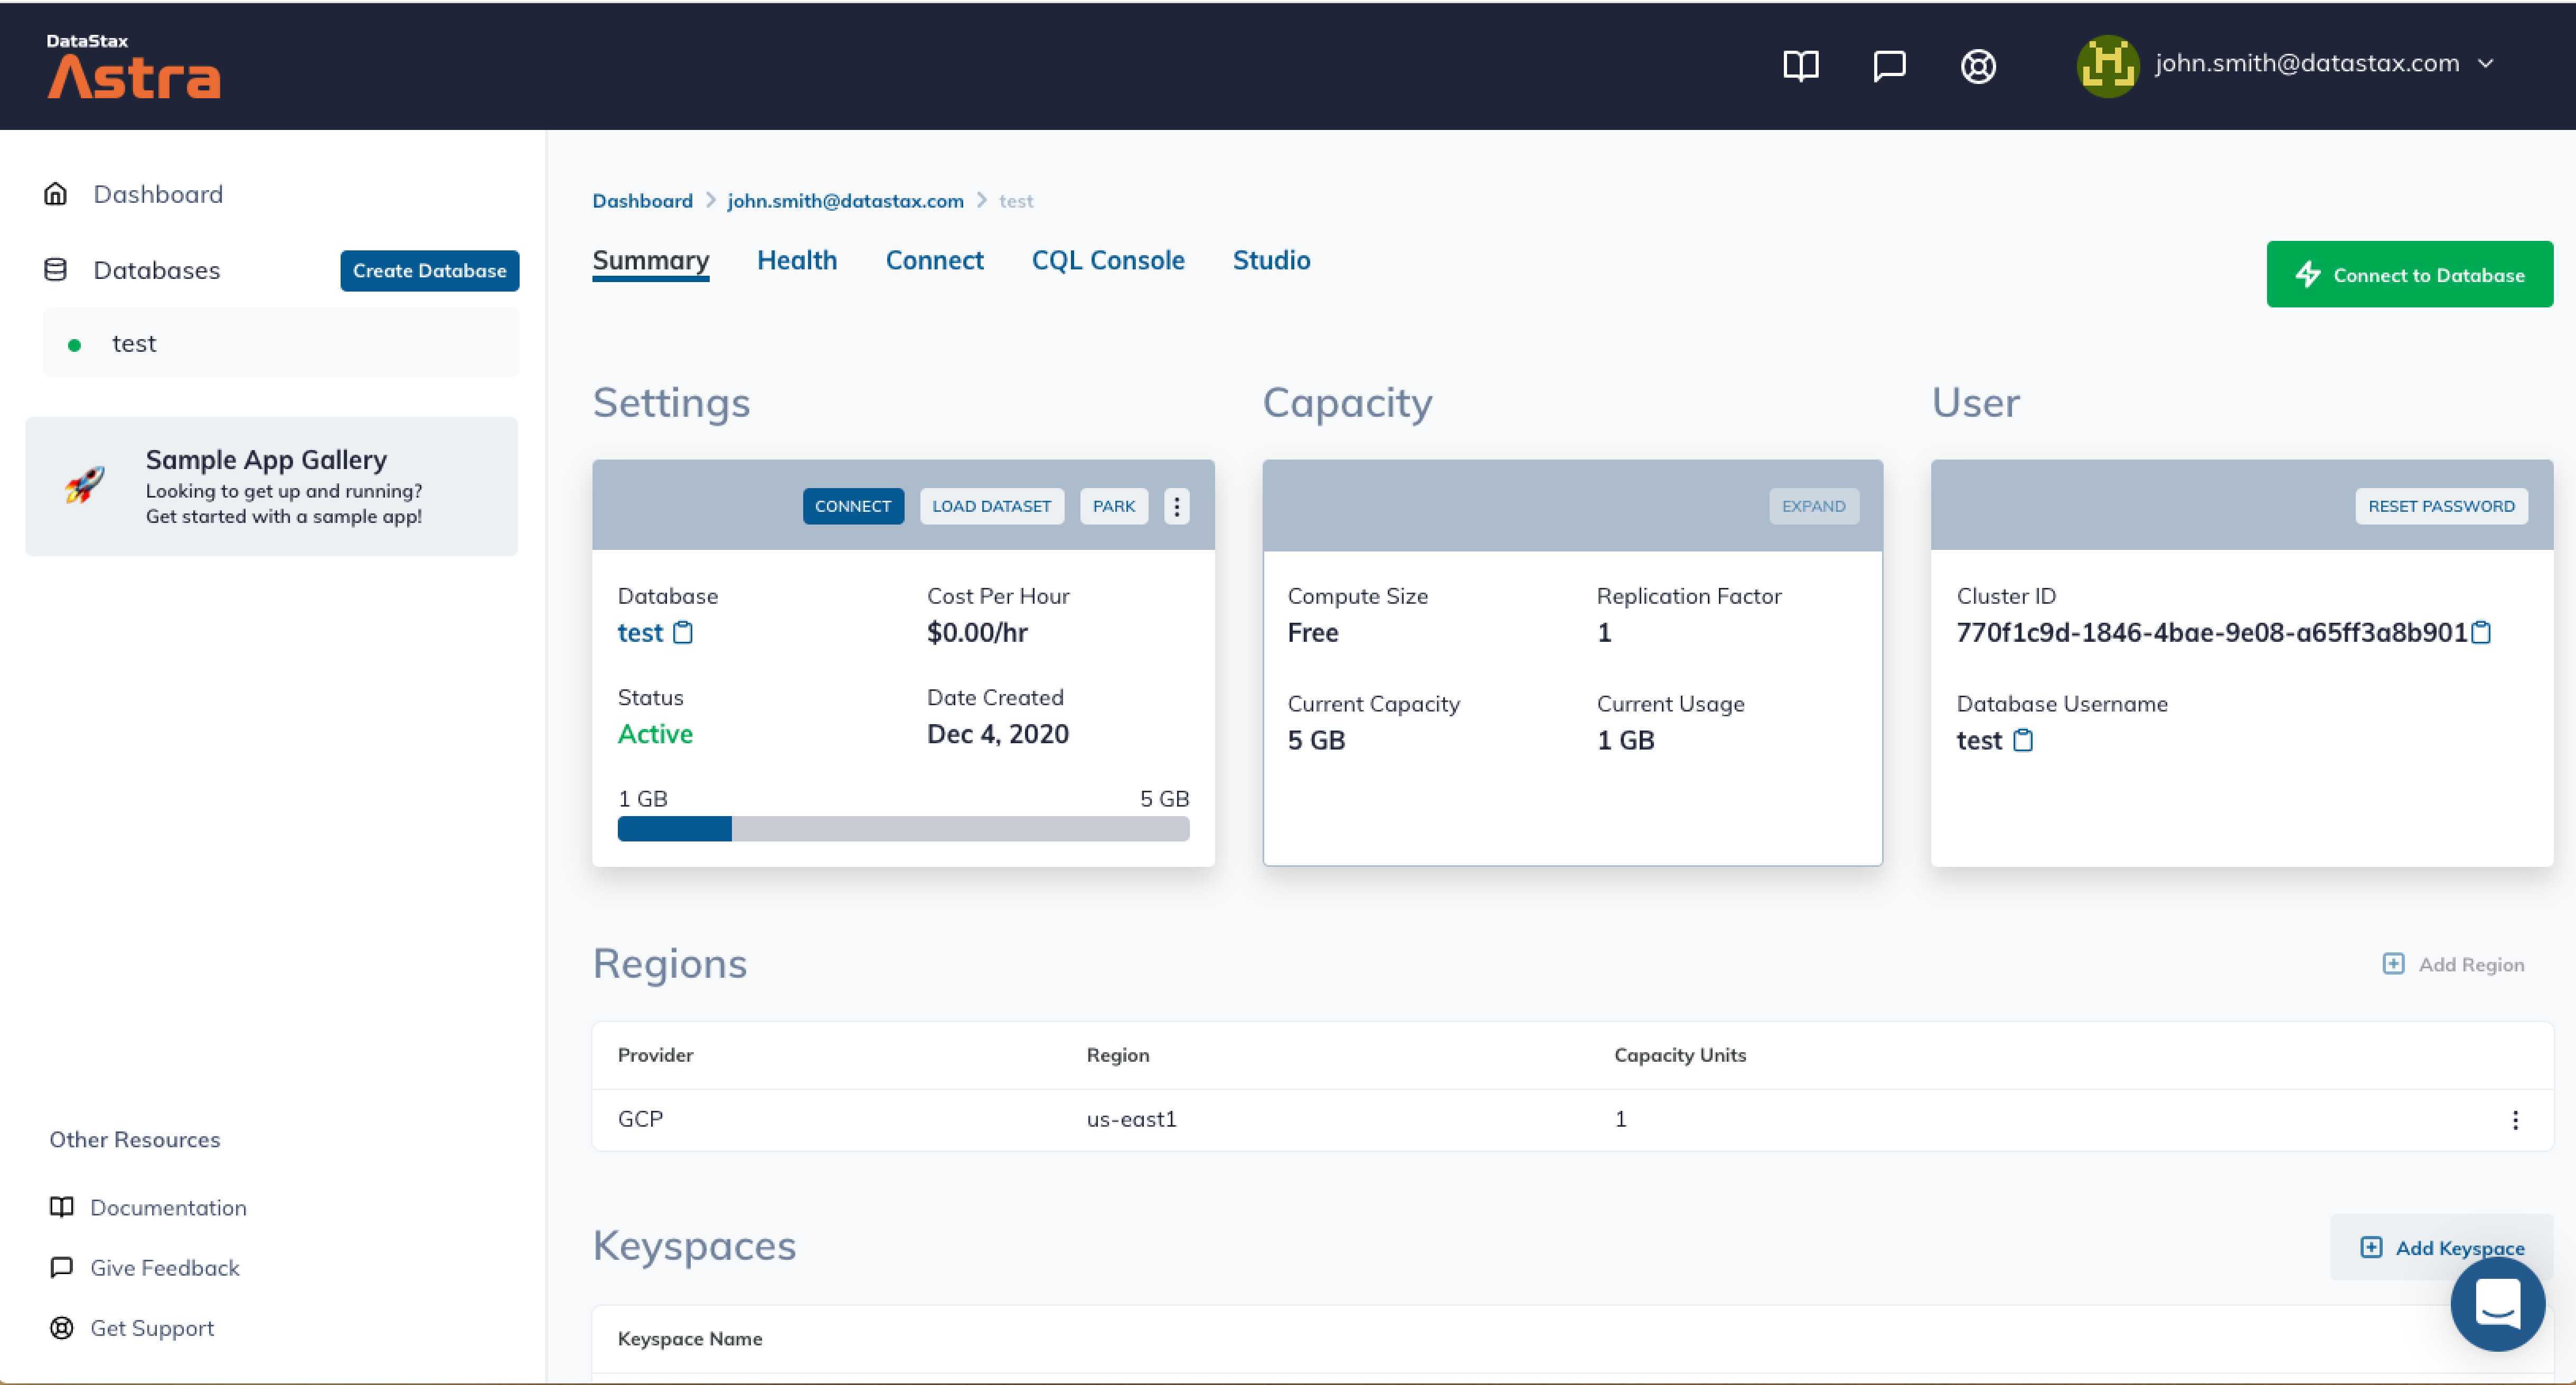 DataStax
Astra
john.smith@datastax.com
Dashboard
Databases
Create Database
test
Sample App Gallery
Looking to get up and running?
Get started with a sample app!
Other Resources
Documentation
Give Feedback
Get Support
Dashboard > john.smith@datastax.com > test
Summary Health Connect CQL Console Studio
Connect to Database
Settings
CONNECT LOAD DATASET PARK
Database Cost Per Hour
test $0.00/hr
Status Date Created
Active Dec 4, 2020
1 GB 5 GB
Capacity
EXPAND
Compute Size Replication Factor
Free 1
Current Capacity Current Usage
5 GB 1 GB
User
RESET PASSWORD
Cluster ID
770f1c9d-1846-4bae-9e08-a65ff3a8b901
Database Username
test
Regions
Add Region
Provider Region Capacity Units
GCP us-east1 1
Keyspaces
Add Keyspace
Keyspace Name